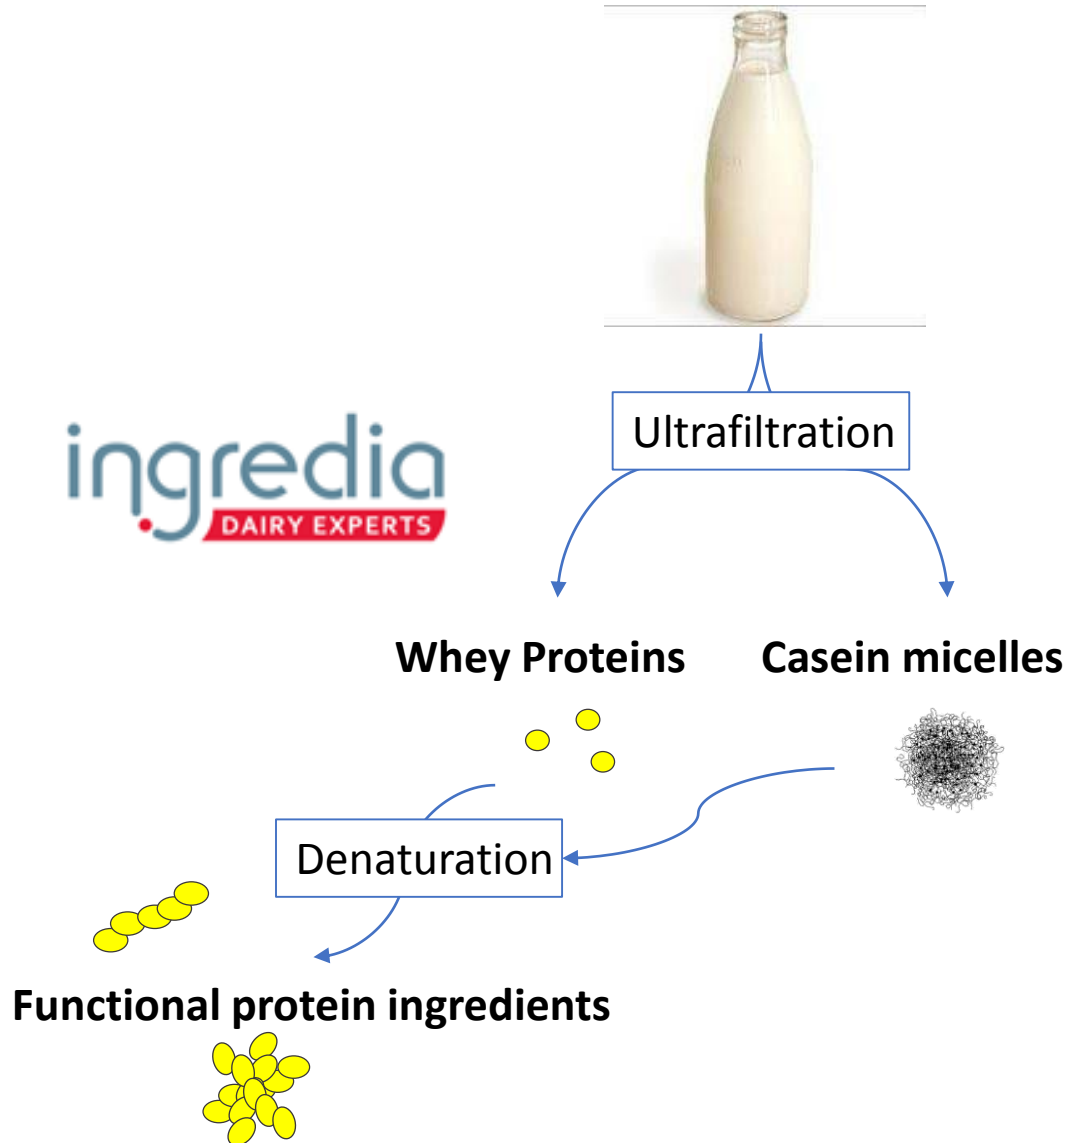 Ultrafiltration
ingredia
DAIRY EXPERTS
Whey Proteins
Casein micelles
Denaturation
Functional protein ingredients